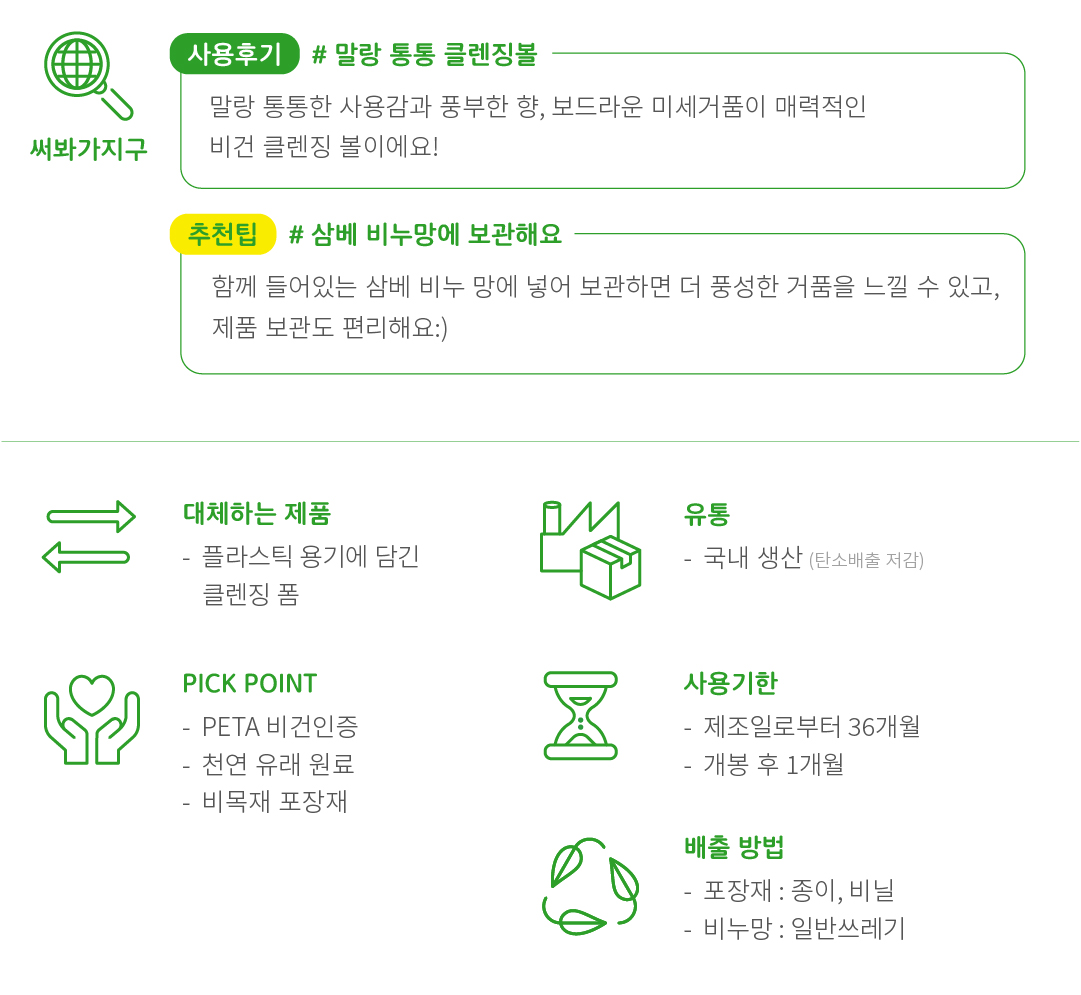 써봐가지구
사용후기 # 말랑 통통 클렌징볼
말랑 통통한 사용감과 풍부한 향, 보드라운 미세거품이 매력적인
비건 클렌징 볼이에요!
추천팁 # 삼베 비누망에 보관해요
함께 들어있는 삼베 비누 망에 넣어 보관하면 더 풍성한 거품을 느낄 수 있고,
제품 보관도 편리해요:)
대체하는 제품
- 플라스틱 용기에 담긴
클렌징 폼
유통
- 국내 생산 (탄소배출 저감)
PICK POINT
- PETA 비건인증
- 천연 유래 원료
- 비목재 포장재
사용기한
- 제조일로부터 36개월
- 개봉 후 1개월
배출 방법
- 포장재 : 종이, 비닐
- 비누망 : 일반쓰레기